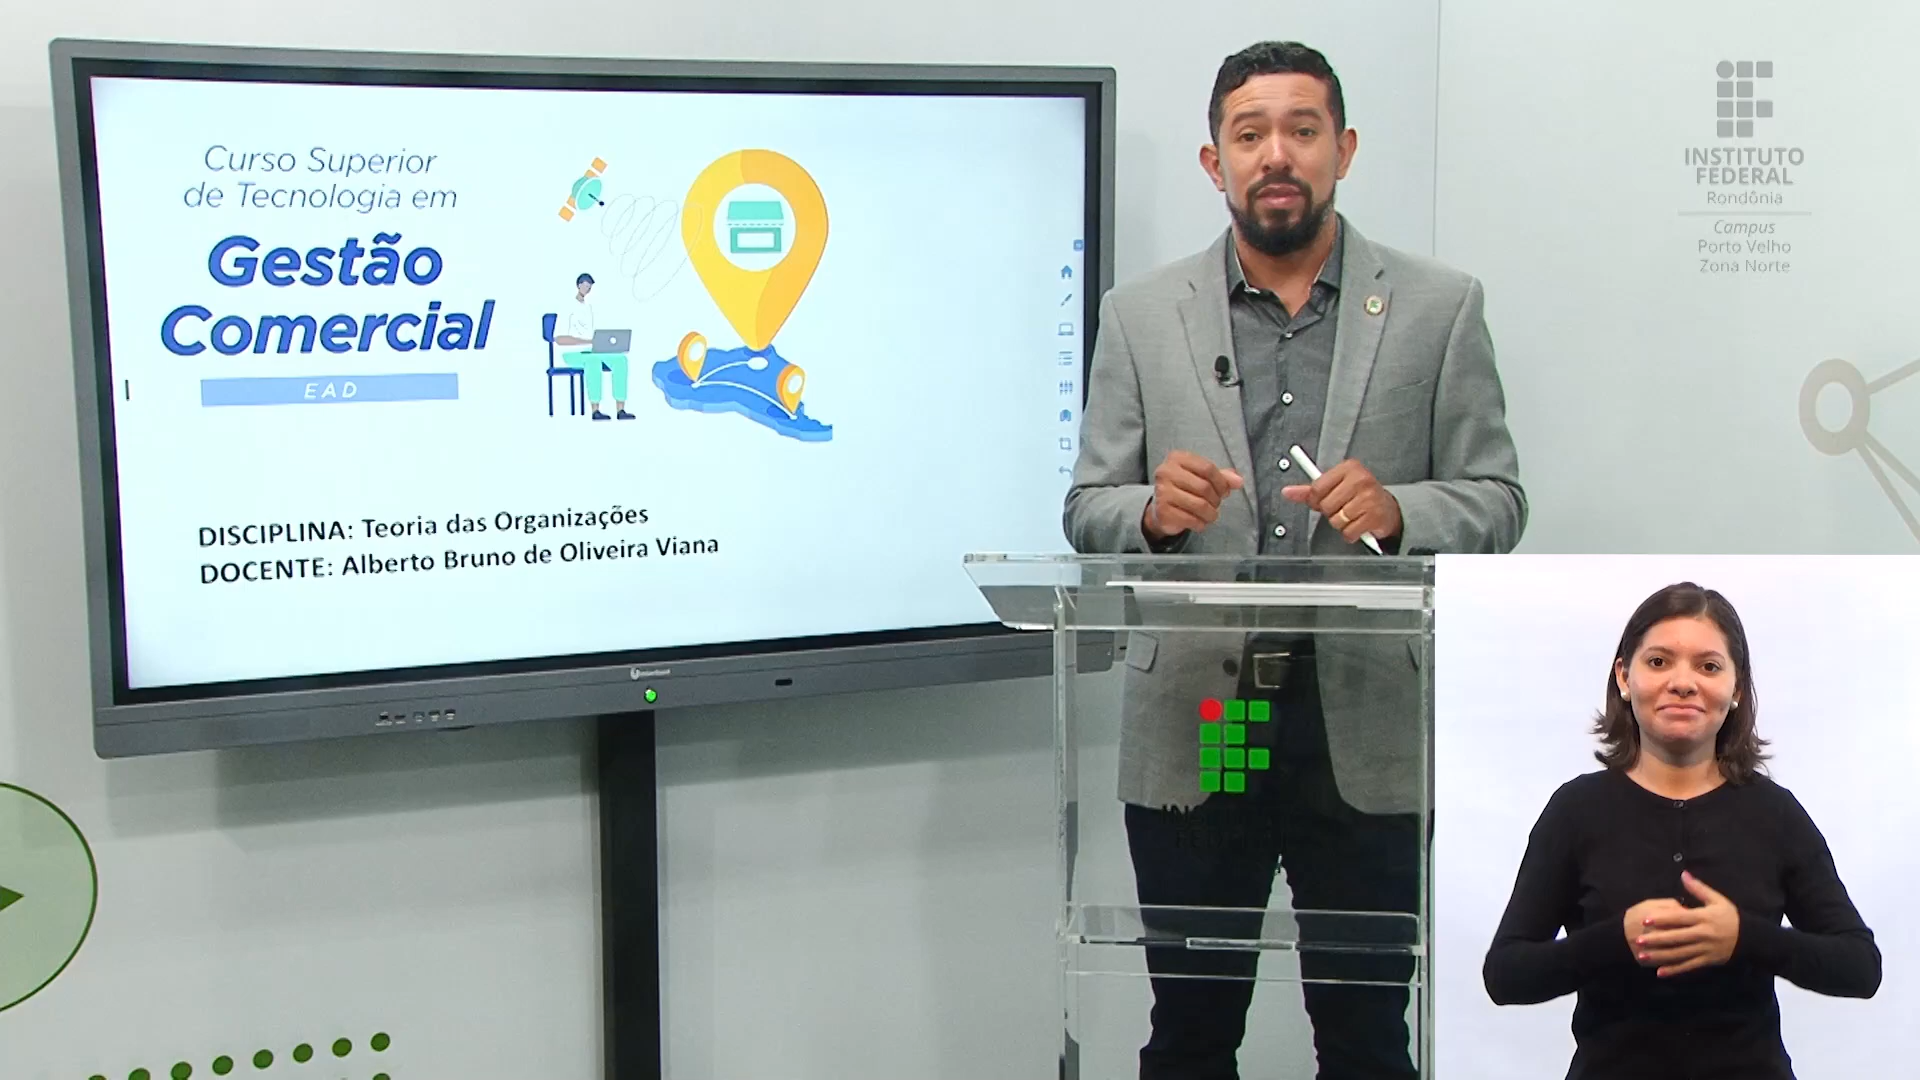 Curso Superior
de Tecnologia em
Gestão
Comercial
EAD
DISCIPLINA: Teoria das Organizações
DOCENTE: Alberto Bruno de Oliveira Viana
INSTITUTO
FEDERAL
Rondônia
Campus
Porto Velho
Zona Norte